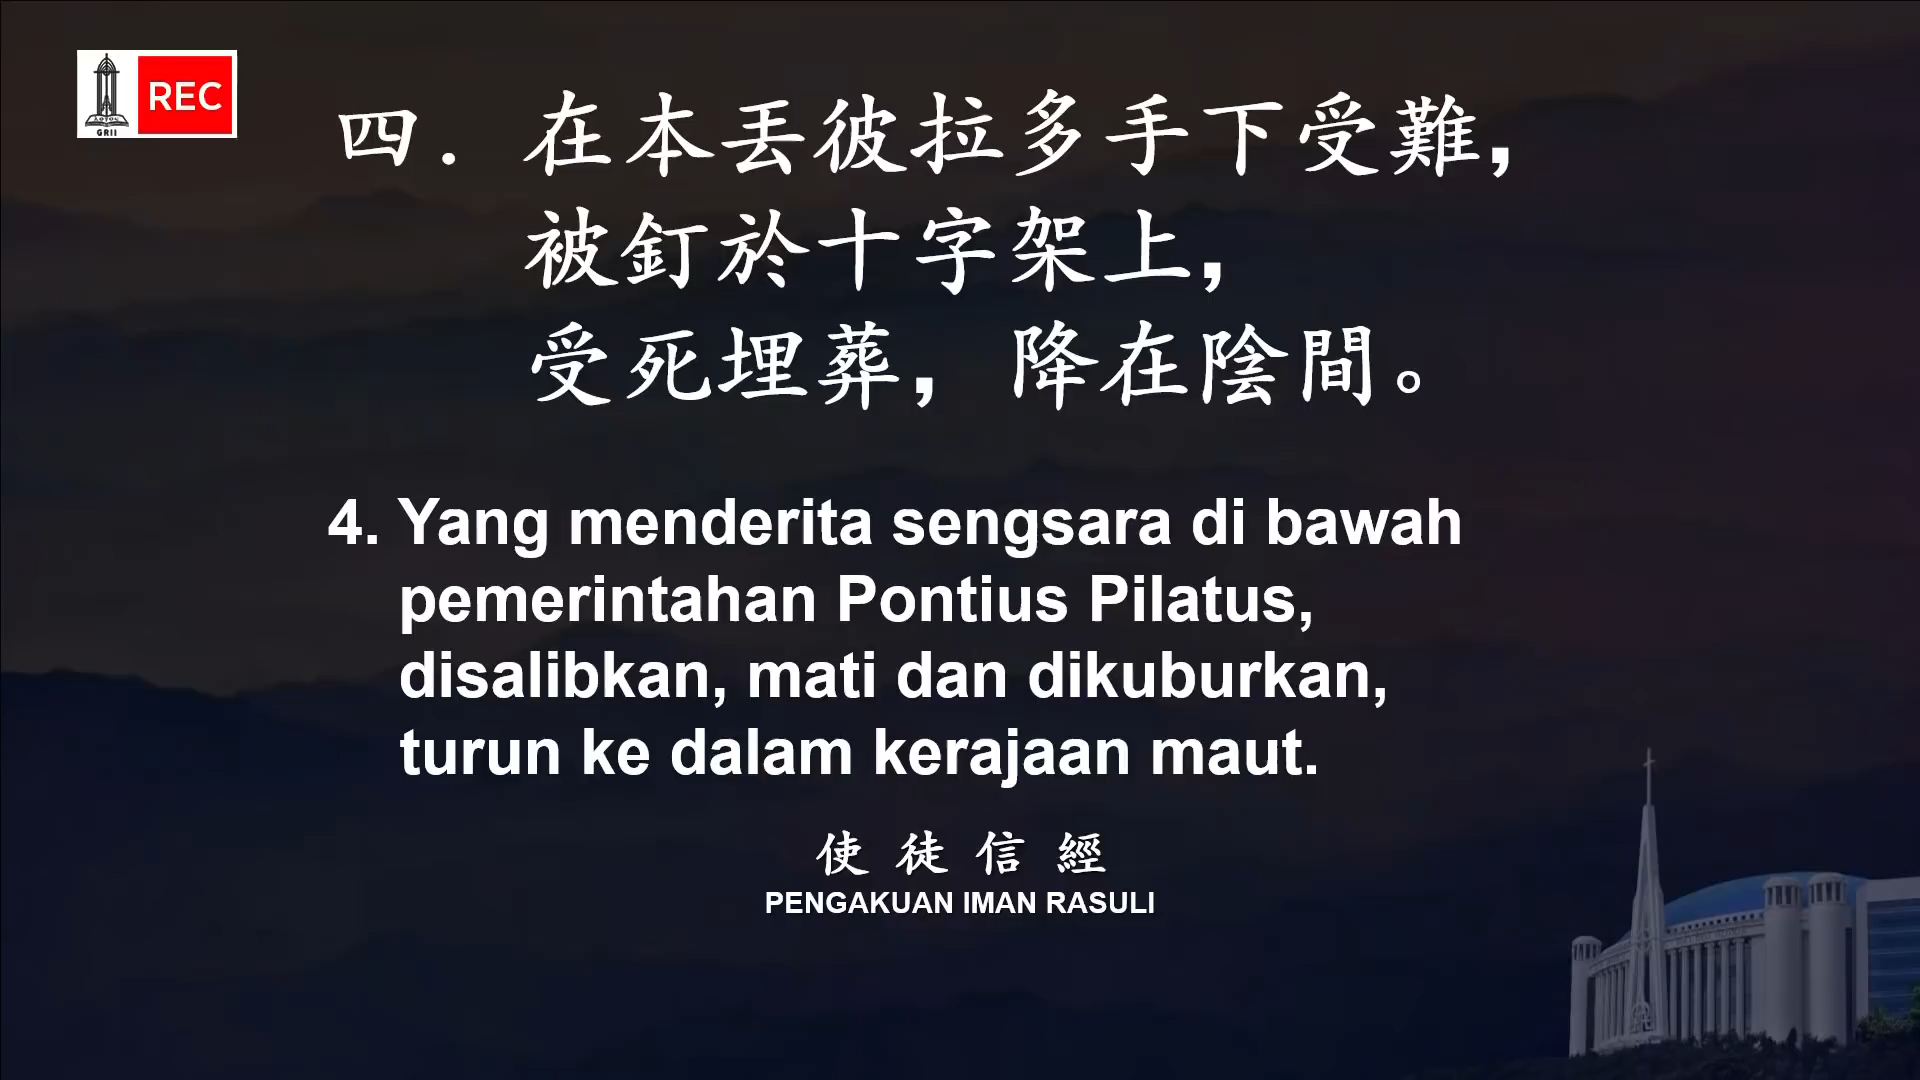 GRII
REC
四. 在本丟彼拉多手下受難,
被釘於十字架上,
受死埋葬, 降在陰間。
4. Yang menderita sengsara di bawah
pemerintahan Pontius Pilatus,
disalibkan, mati dan dikuburkan,
turun ke dalam kerajaan maut.
使徒信經
PENGAKUAN IMAN RASULI